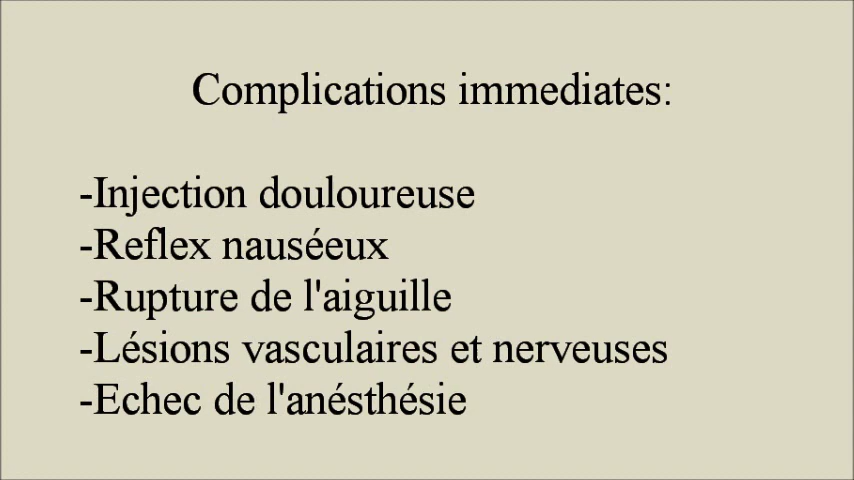 Complications immediates:
-Injection douloureuse
-Reflex nauséeux
-Rupture de l'aiguille
-Lésions vasculaires et nerveuses
-Echec de l'anésthésie